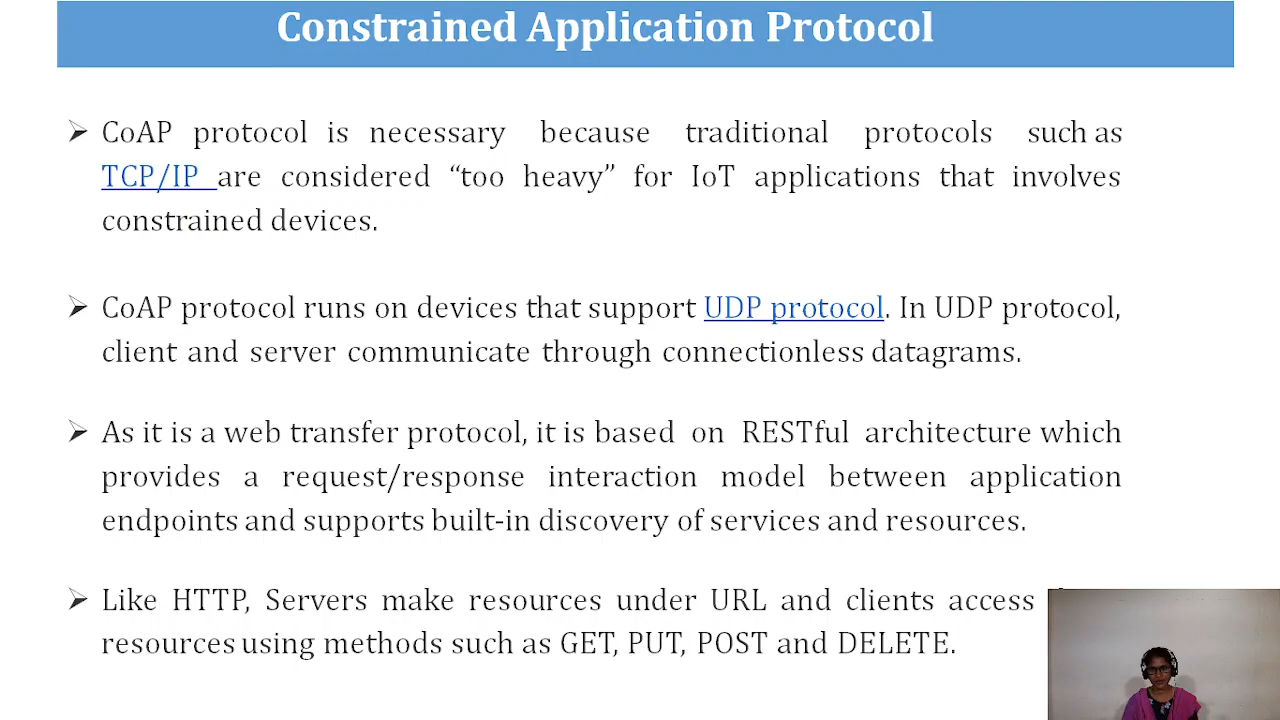 Constrained Application Protocol
➢ CoAP protocol is necessary because traditional protocols such as
TCP/IP are considered “too heavy” for IoT applications that involves
constrained devices.
➢ CoAP protocol runs on devices that support UDP protocol. In UDP protocol,
client and server communicate through connectionless datagrams.
➢ As it is a web transfer protocol, it is based on RESTful architecture which
provides a request/response interaction model between application
endpoints and supports built-in discovery of services and resources.
➢ Like HTTP, Servers make resources under URL and clients access
resources using methods such as GET, PUT, POST and DELETE.